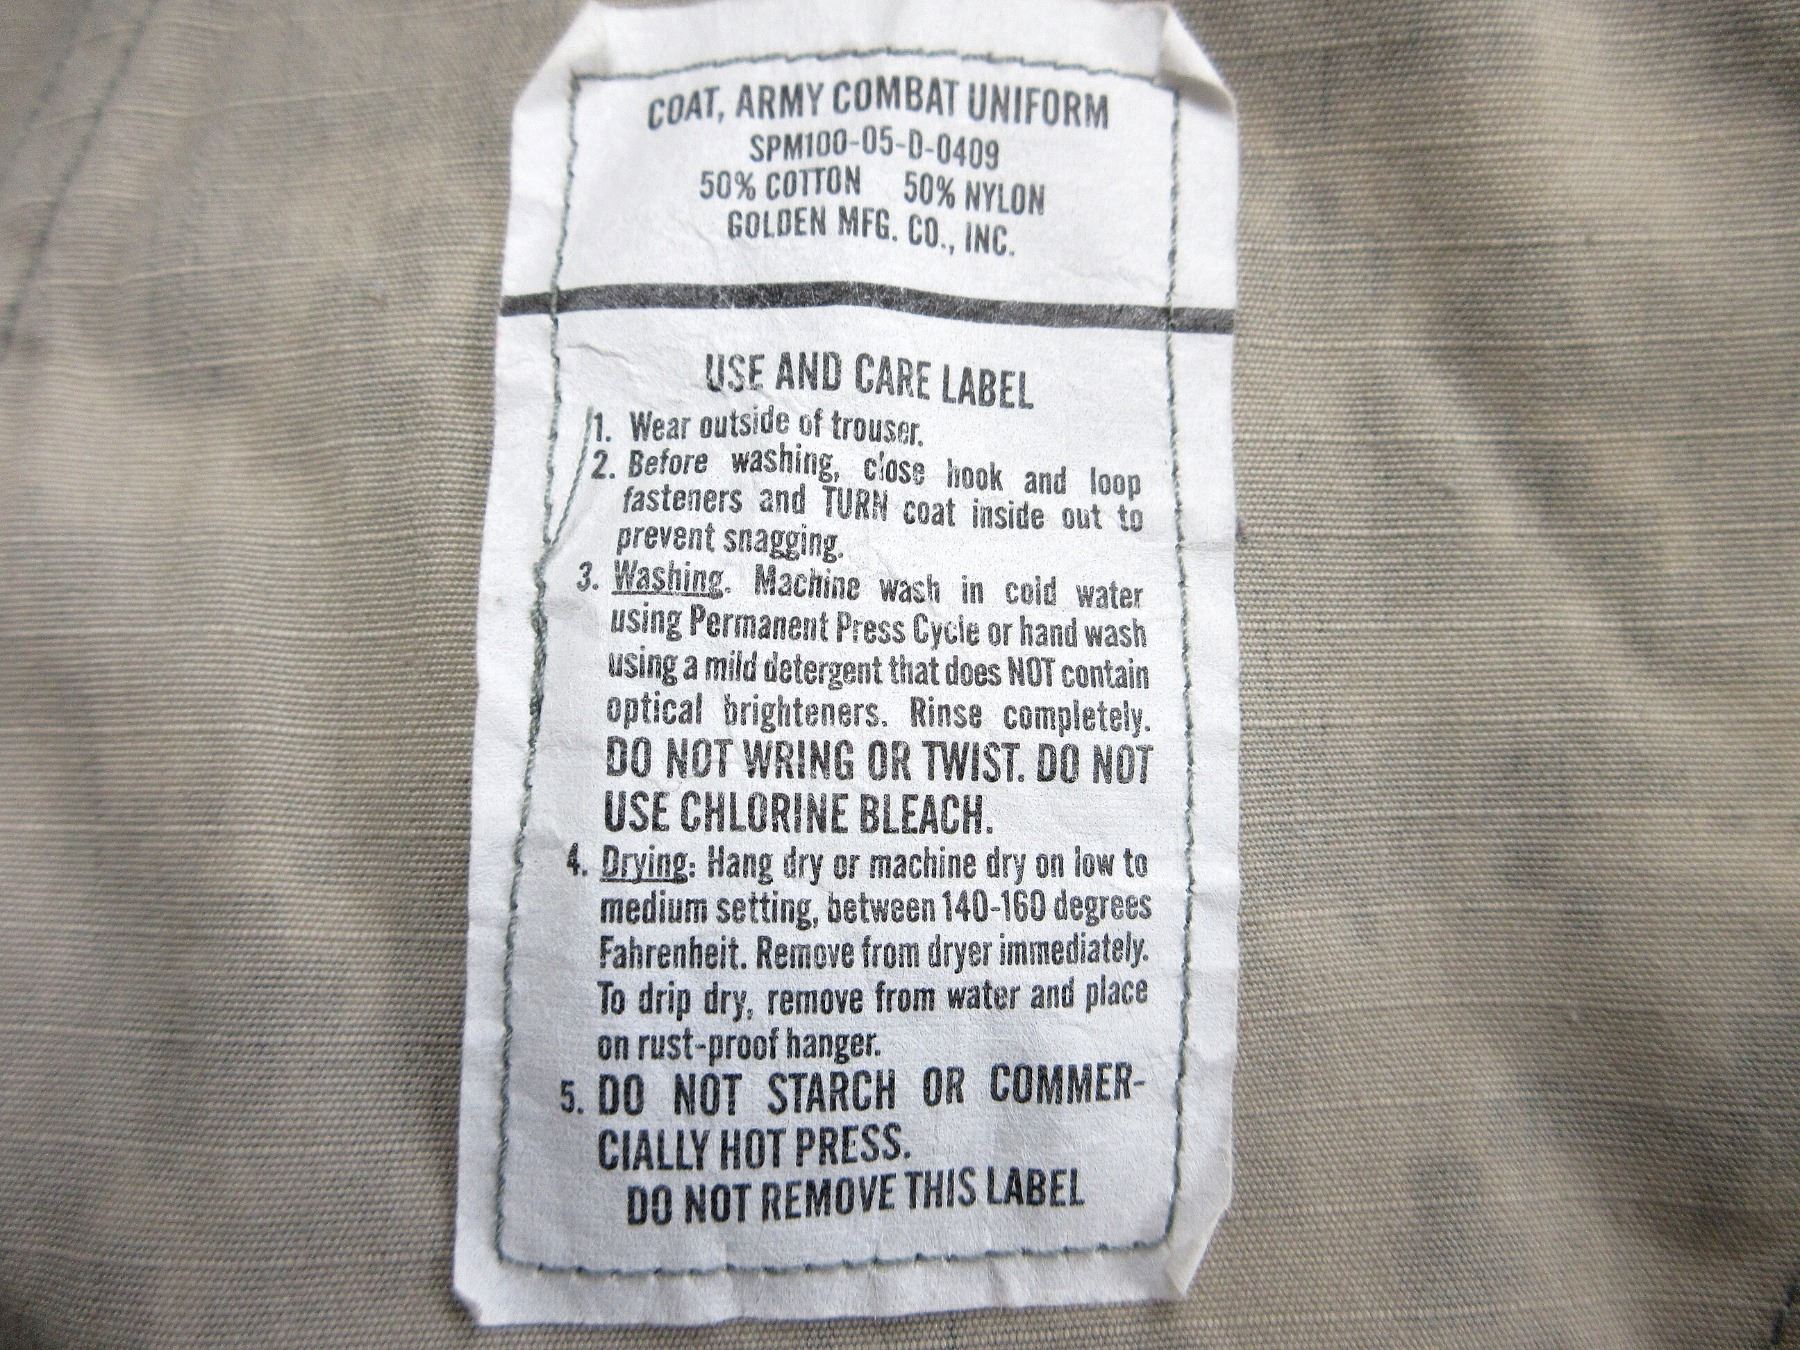 COAT, ARMY COMBAT UNIFORM
SPM100-05-D-0409
50% COTTON 50% NYLON
GOLDEN MFG. CO., INC.
USE AND CARE LABEL
1. Wear outside of trouser.
2. Before washing, close hook and loop
fasteners and TURN coat inside out to
prevent snagging.
3. Washing. Machine wash in cold water
using Permanent Press Cycle or hand wash
using a mild detergent that does NOT contain
optical brighteners. Rinse completely.
DO NOT WRING OR TWIST. DO NOT
USE CHLORINE BLEACH.
4. Drying: Hang dry or machine dry on low to
medium setting, between 140-160 degrees
Fahrenheit. Remove from dryer immediately.
To drip dry, remove from water and place
on rust-proof hanger.
5. DO NOT STARCH OR COMMER-
CIALLY HOT PRESS.
DO NOT REMOVE THIS LABEL